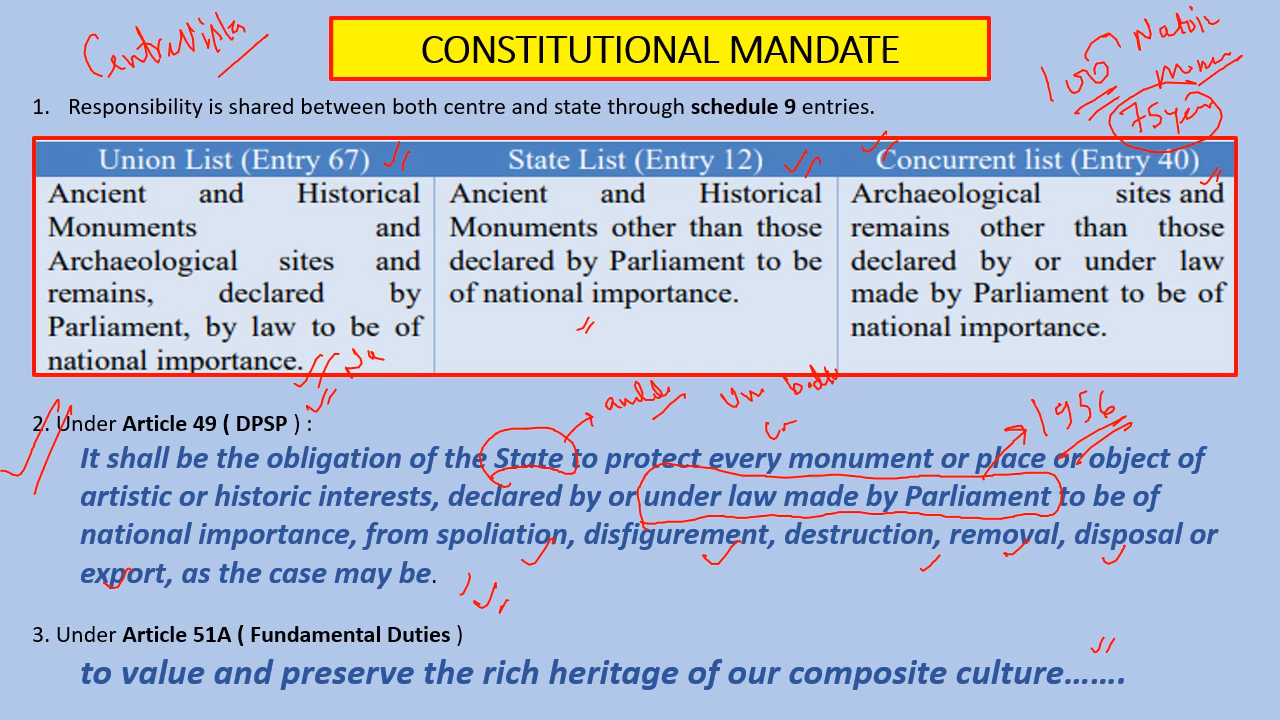 CentreVista
CONSTITUTIONAL MANDATE
100
75 year
1. Responsibility is shared between both centre and state through schedule 9 entries.
Union List (Entry 67)
Ancient and Historical
Monuments and
Archaeological sites and
remains, declared by
Parliament, by law to be of
national importance.
State List (Entry 12)
Ancient and Historical
Monuments other than those
declared by Parliament to be
of national importance.
Concurrent list (Entry 40)
Archaeological sites and
remains other than those
declared by or under law
made by Parliament to be of
national importance.
1956
2. Under Article 49 ( DPSP ) :
It shall be the obligation of the State to protect every monument or place or object of
artistic or historic interests, declared by or under law made by Parliament to be of
national importance, from spoliation, disfigurement, destruction, removal, disposal or
export, as the case may be.
3. Under Article 51A ( Fundamental Duties )
to value and preserve the rich heritage of our composite culture…….